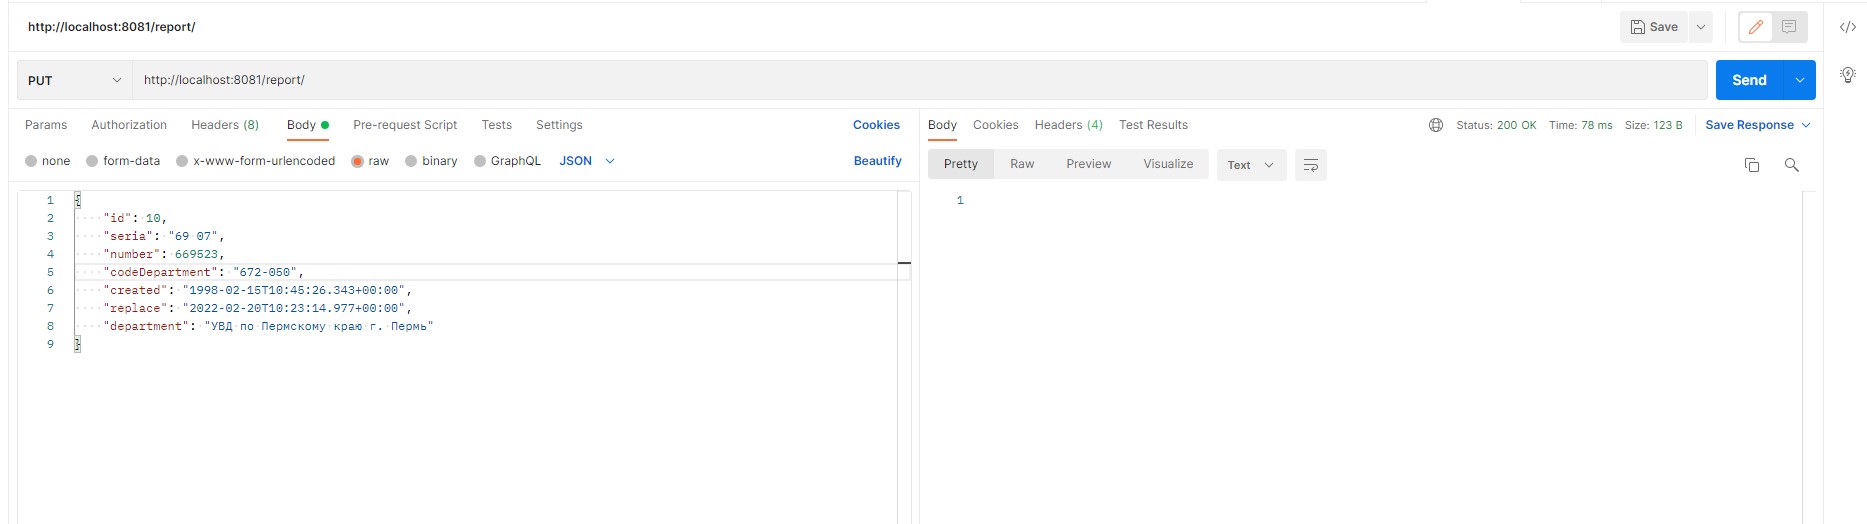 http://localhost:8081/report/
Save
PUT
http://localhost:8081/report/
Send
Params Authorization Headers (8) Body Pre-request Script Tests Settings Cookies
none form-data x-www-form-urlencoded raw binary GraphQL JSON Beautify
1 {
2 "id": 10,
3 "seria": "69 07",
4 "number": 669523,
5 "codeDepartment": "672-050",
6 "created": "1998-02-15T10:45:26.343+00:00",
7 "replace": "2022-02-20T10:23:14.977+00:00",
8 "department": "УВД по Пермскому краю г. Пермь"
9 }
Body Cookies Headers (4) Test Results Status: 200 OK Time: 78 ms Size: 123 B Save Response
Pretty Raw Preview Visualize Text
1